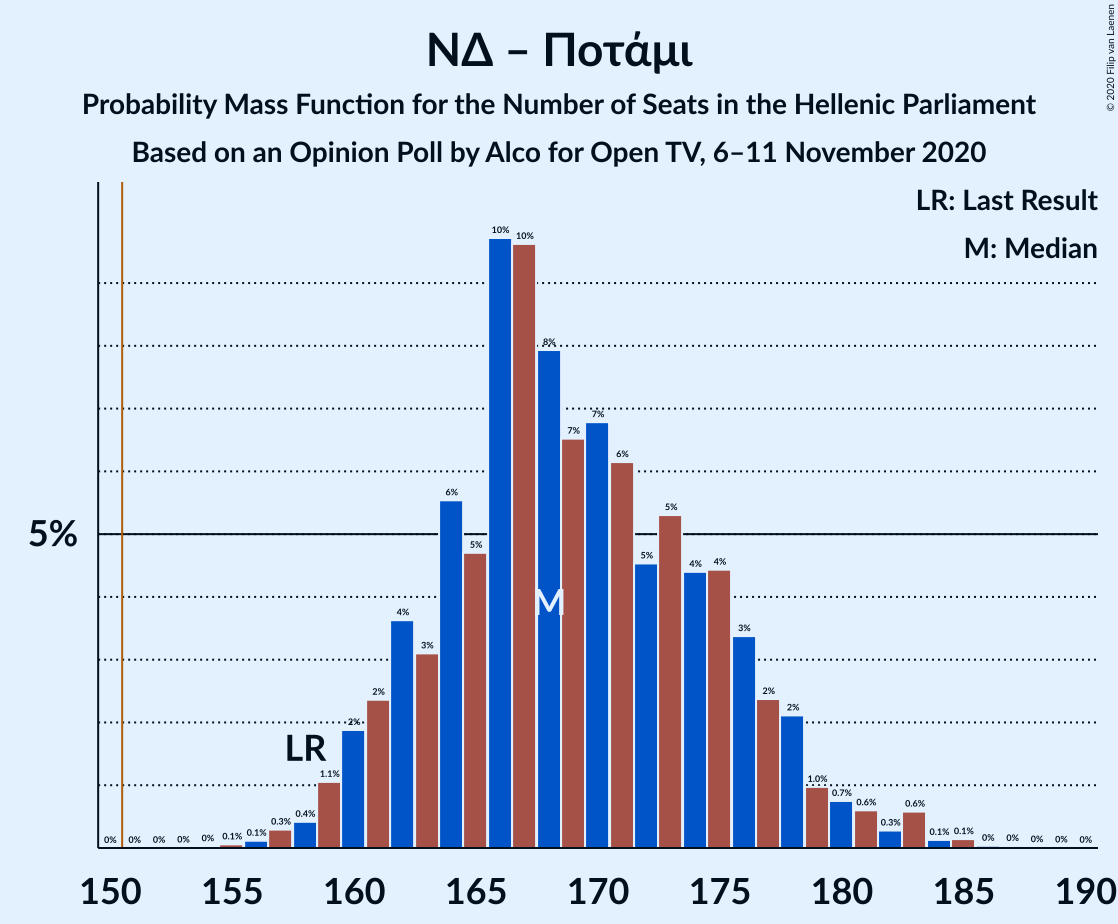 ΝΔ – Ποτάμι
Probability Mass Function for the Number of Seats in the Hellenic Parliament
Based on an Opinion Poll by Alco for Open TV, 6–11 November 2020
© 2020 Filip van Laenen
LR: Last Result
M: Median
5%
LR
M
0% 0% 0% 0% 0% 0.1% 0.1% 0.3% 0.4% 1.1% 2% 2% 4% 3% 6% 5% 10% 10% 8% 7% 7% 6% 5% 5% 4% 4% 3% 2% 2% 1.0% 0.7% 0.6% 0.3% 0.6% 0.1% 0.1% 0% 0% 0% 0% 0%
150 155 160 165 170 175 180 185 190